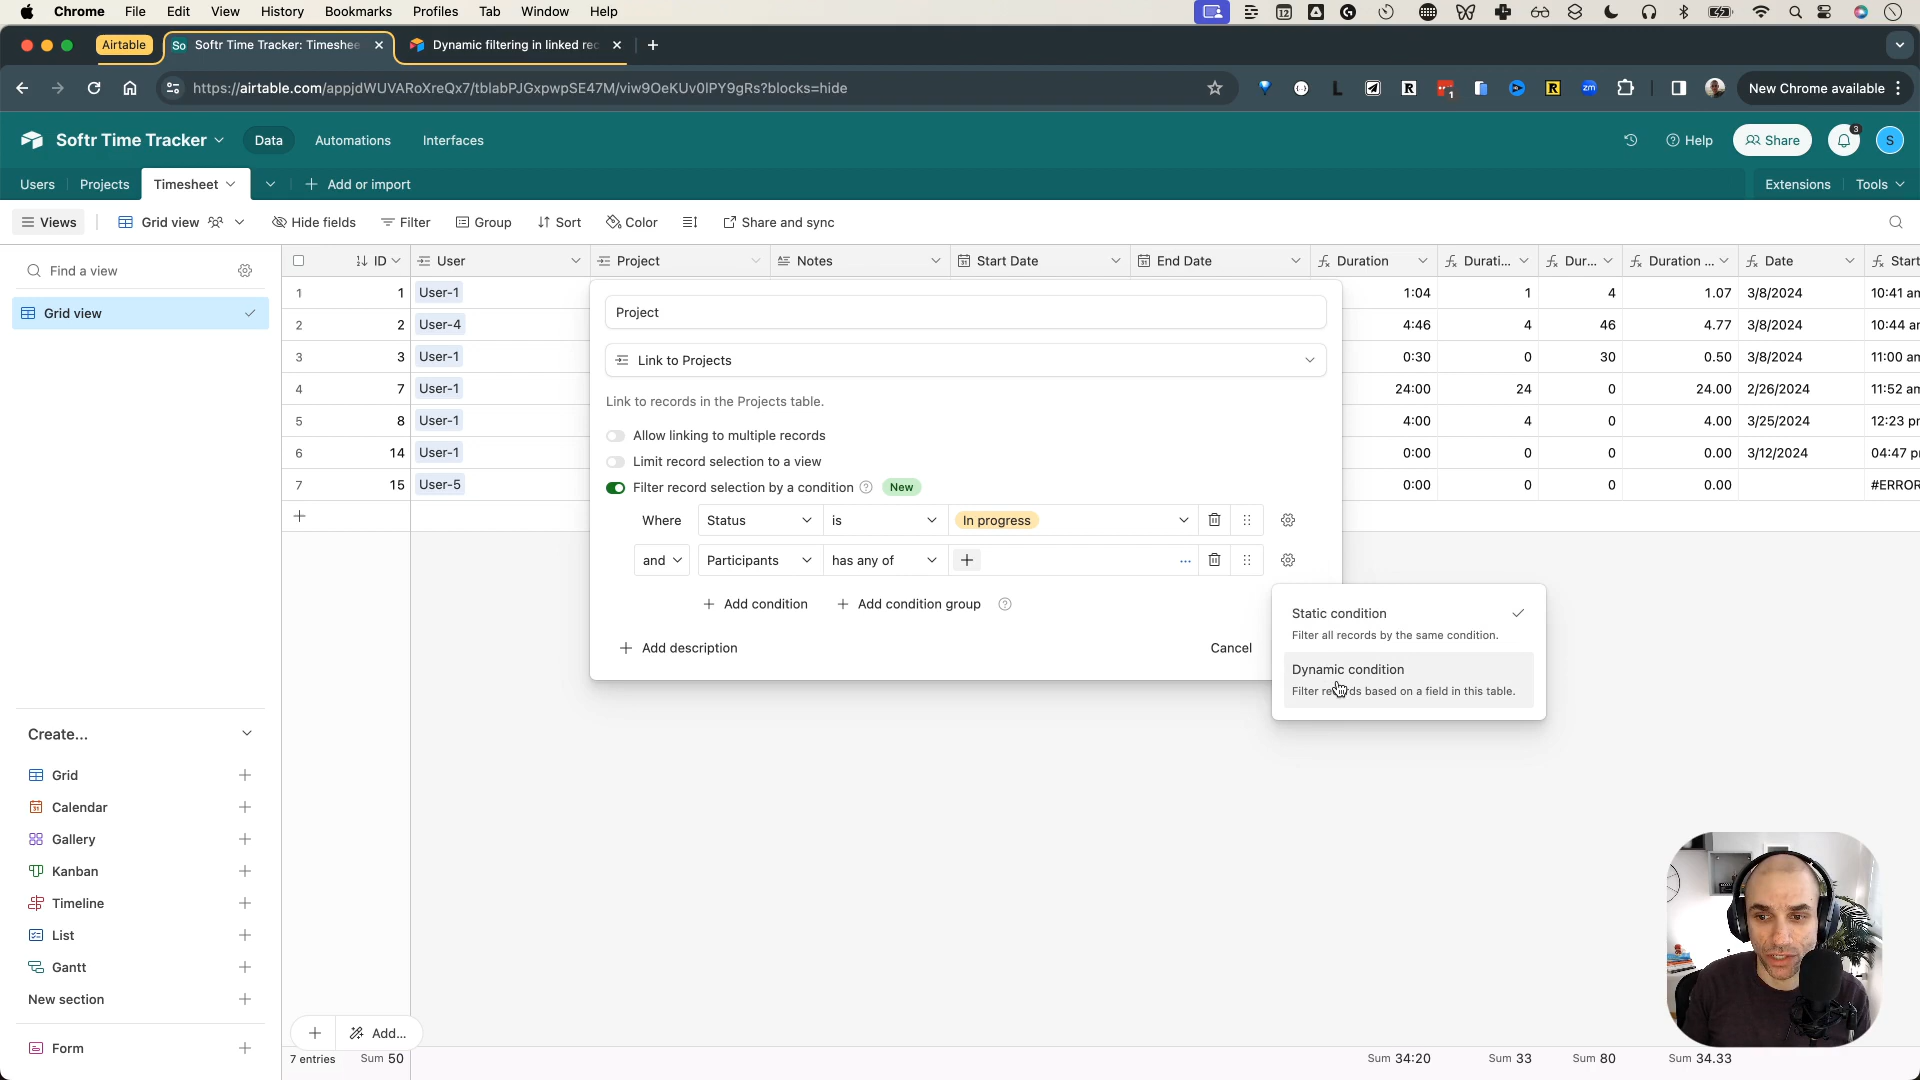 Chrome File Edit View History Bookmarks Profiles Tab Window Help
Airtable So Softr Time Tracker: Timeshee Dynamic filtering in linked rec
https://airtable.com/appjdWUVARoXreQx7/tblabPJGxpwpSE47M/viw9OeKUv0lPY9gRs?blocks=hide New Chrome available
Softr Time Tracker Data Automations Interfaces Help Share 3 S
Users Projects Timesheet Add or import Extensions Tools
Views Grid view Hide fields Filter Group Sort Color Share and sync
Find a view
Grid view
ID User Project Notes Start Date End Date Duration Durati... Dur... Duration ... Date Start
1 1 User-1 1:04 1 4 1.07 3/8/2024 10:41 am
2 2 User-4 4:46 4 46 4.77 3/8/2024 10:44 ar
3 3 User-1 0:30 0 30 0.50 3/8/2024 11:00 am
4 7 User-1 24:00 24 0 24.00 2/26/2024 11:52 am
5 8 User-1 4:00 4 0 4.00 3/25/2024 12:23 pr
6 14 User-1 0:00 0 0 0.00 3/12/2024 04:47 p
7 15 User-5 0:00 0 0 0.00 #ERROR
Project
Link to Projects
Link to records in the Projects table.
Allow linking to multiple records
Limit record selection to a view
Filter record selection by a condition New
Where Status is In progress
and Participants has any of
Add condition Add condition group
Add description Cancel
Static condition
Filter all records by the same condition.
Dynamic condition
Filter records based on a field in this table.
Create...
Grid
Calendar
Gallery
Kanban
Timeline
List
Gantt
New section
Form
Add...
7 entries Sum 50 Sum 34:20 Sum 33 Sum 80 Sum 34.33